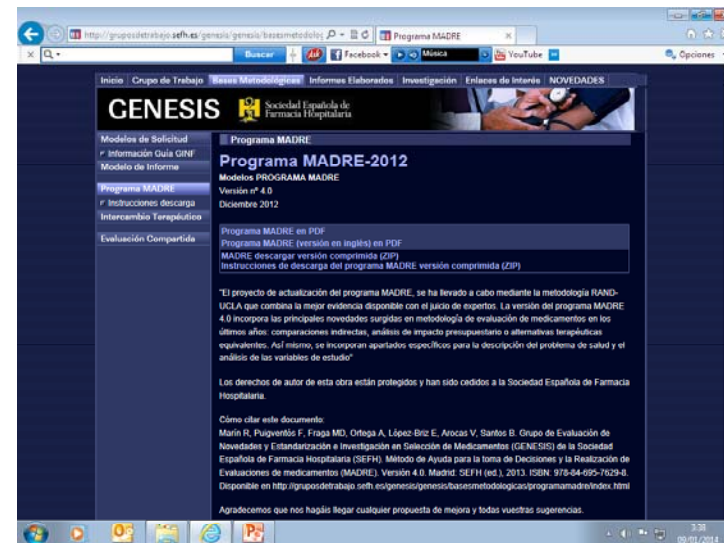 http://gruposdetrabajo.sefh.es/genesis/genesis/basesmetodolog
Programa MADRE
Buscar
Facebook
Música
YouTube
Opciones
Inicio Grupo de Trabajo Bases Metodológicas Informes Elaborados Investigación Enlaces de Interés NOVEDADES
GENESIS
Sociedad Española de
Farmacia Hospitalaria
Modelos de Solicitud
Información Guía GINF
Modelo de Informe
Programa MADRE
Instrucciones descarga
Intercambio Terapéutico
Evaluación Compartida
Programa MADRE
Programa MADRE-2012
Modelos PROGRAMA MADRE
Versión nº 4.0
Diciembre 2012
Programa MADRE en PDF
Programa MADRE (versión en inglés) en PDF
MADRE descargar versión comprimida (ZIP)
Instrucciones de descarga del programa MADRE versión comprimida (ZIP)
"El proyecto de actualización del programa MADRE, se ha llevado a cabo mediante la metodología RAND-
UCLA que combina la mejor evidencia disponible con el juicio de expertos. La versión del programa MADRE
4.0 incorpora las principales novedades surgidas en metodología de evaluación de medicamentos en los
últimos años: comparaciones indirectas, análisis de impacto presupuestario o alternativas terapéuticas
equivalentes. Así mismo, se incorporan apartados específicos para la descripción del problema de salud y el
análisis de las variables de estudio"
Los derechos de autor de esta obra están protegidos y han sido cedidos a la Sociedad Española de Farmacia
Hospitalaria.
Cómo citar este documento:
Marín R, Puigventós F, Fraga MD, Ortega A, López-Briz E, Arocas V, Santos B. Grupo de Evaluación de
Novedades y Estandarización e Investigación en Selección de Medicamentos (GENESIS) de la Sociedad
Española de Farmacia Hospitalaria (SEFH). Método de Ayuda para la toma de Decisiones y la Realización de
Evaluaciones de medicamentos (MADRE). Versión 4.0. Madrid: SEFH (ed.), 2013. ISBN: 978-84-695-7629-8.
Disponible en http://gruposdetrabajo.sefh.es/genesis/genesis/basesmetodologicas/programamadre/index.html
Agradecemos que nos hagáis llegar cualquier propuesta de mejora y todas vuestras sugerencias.
3:38
09/01/2014